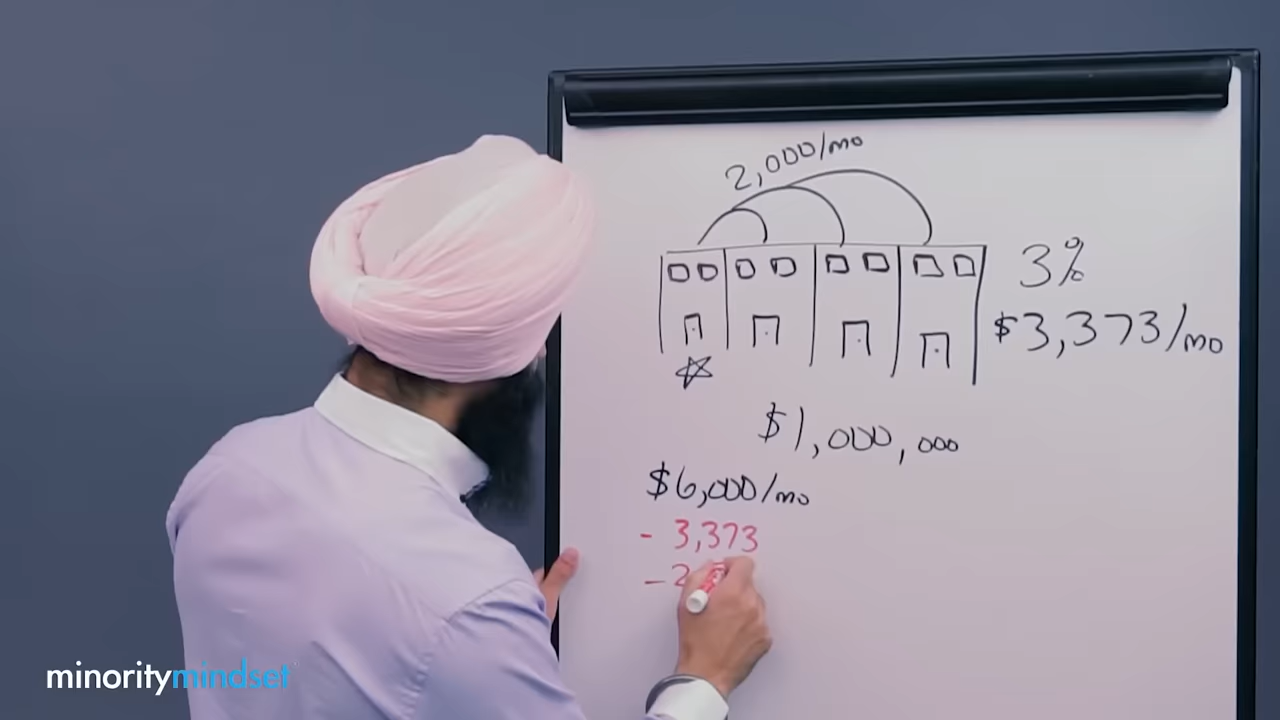 2,000/mo
3%
$3,373/mo
$1,000,000
$6,000/mo
- 3,373
- 2
minoritymindset